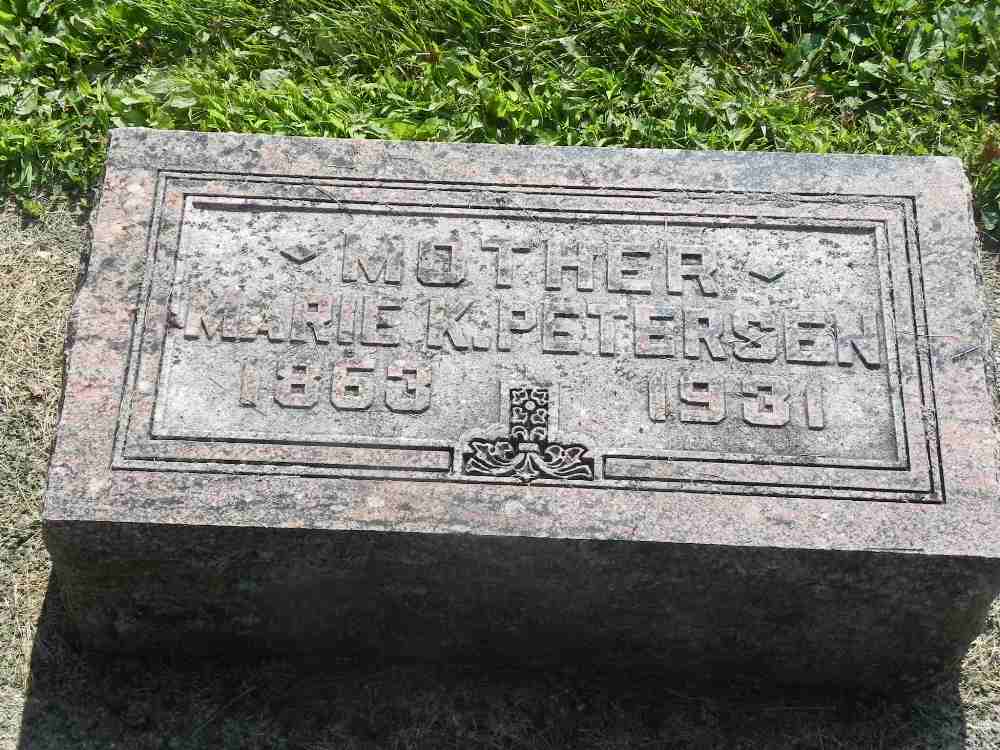 MOTHER
MARIE K. PETERSEN
1863 1931